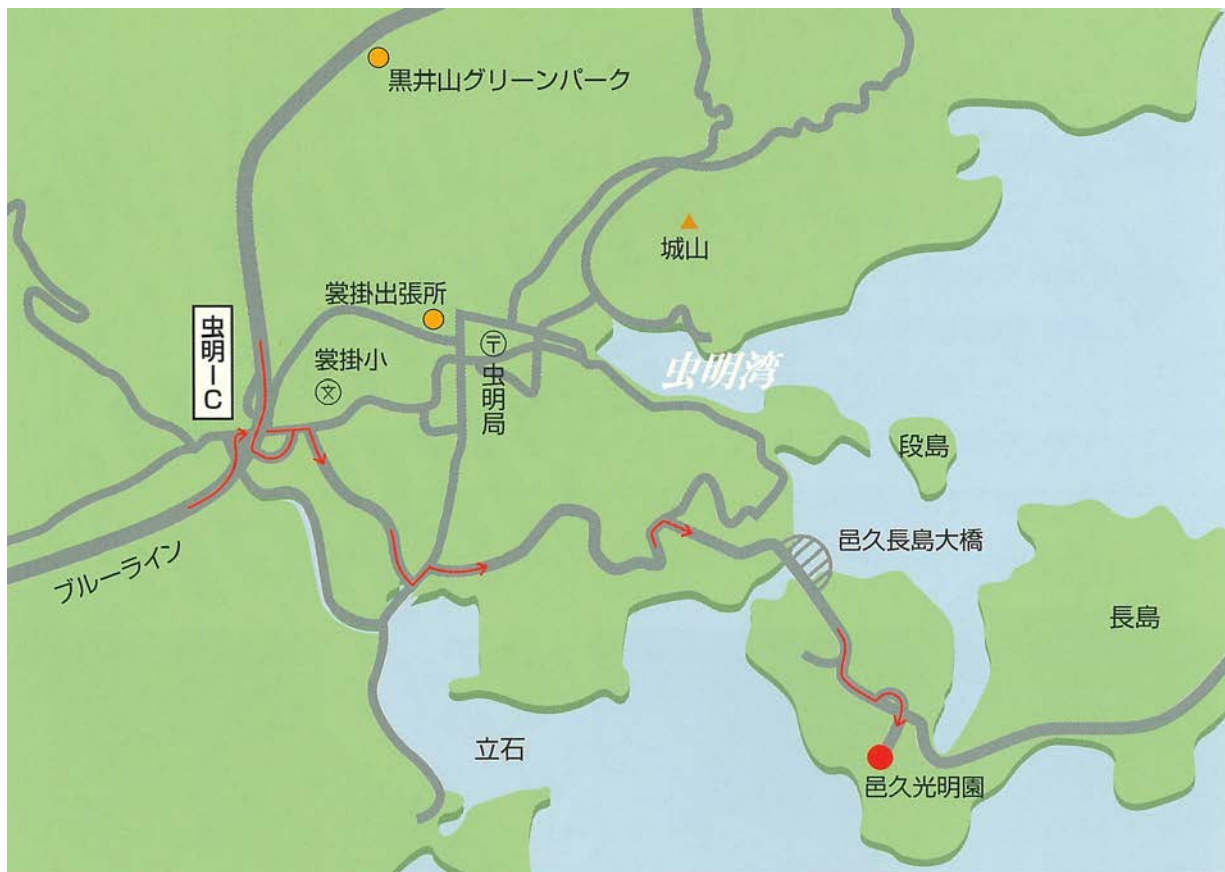 黒井山グリーンパーク
城山
裳掛出張所
虫明IC
裳掛小
文
〒
虫明局
虫明湾
段島
ブルーライン
邑久長島大橋
長島
立石
邑久光明園